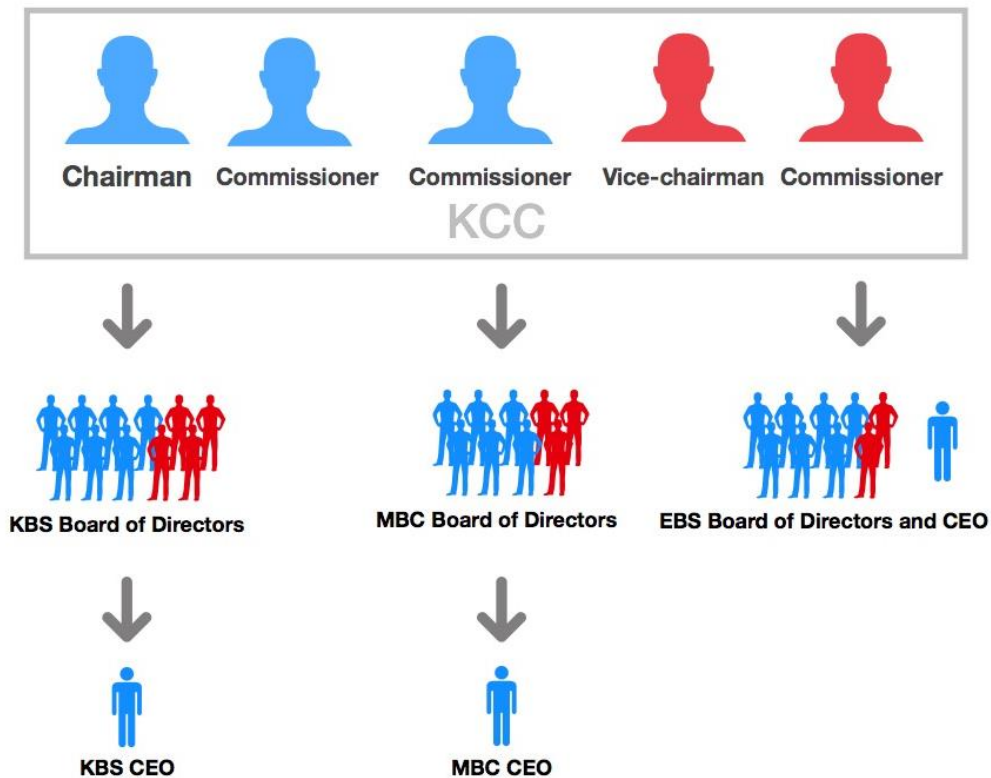 Chairman Commissioner Commissioner Vice-chairman Commissioner
KCC
KBS Board of Directors MBC Board of Directors EBS Board of Directors and CEO
KBS CEO MBC CEO